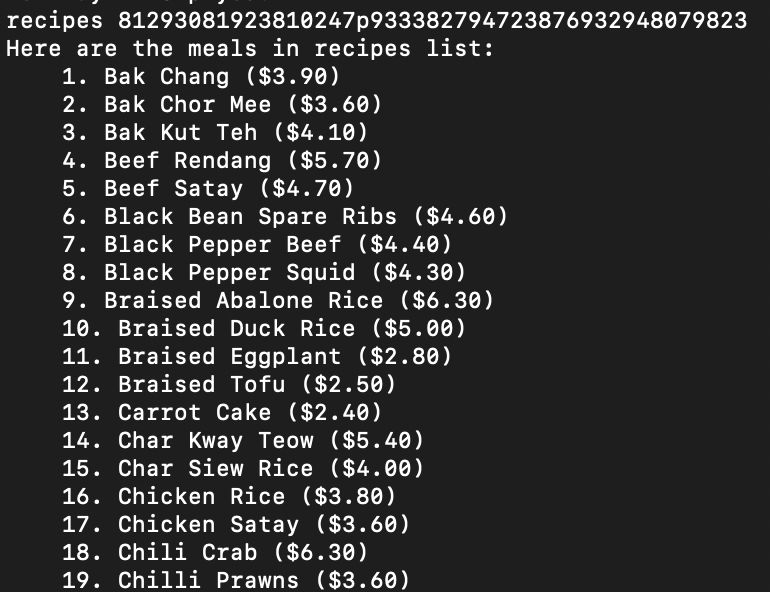 recipes 81293081923810247p9333827947238769329480​79823
Here are the meals in recipes list:
1. Bak Chang ($3.90)
2. Bak Chor Mee ($3.60)
3. Bak Kut Teh ($4.10)
4. Beef Rendang ($5.70)
5. Beef Satay ($4.70)
6. Black Bean Spare Ribs ($4.60)
7. Black Pepper Beef ($4.40)
8. Black Pepper Squid ($4.30)
9. Braised Abalone Rice ($6.30)
10. Braised Duck Rice ($5.00)
11. Braised Eggplant ($2.80)
12. Braised Tofu ($2.50)
13. Carrot Cake ($2.40)
14. Char Kway Teow ($5.40)
15. Char Siew Rice ($4.00)
16. Chicken Rice ($3.80)
17. Chicken Satay ($3.60)
18. Chili Crab ($6.30)
19. Chilli Prawns ($3.60)